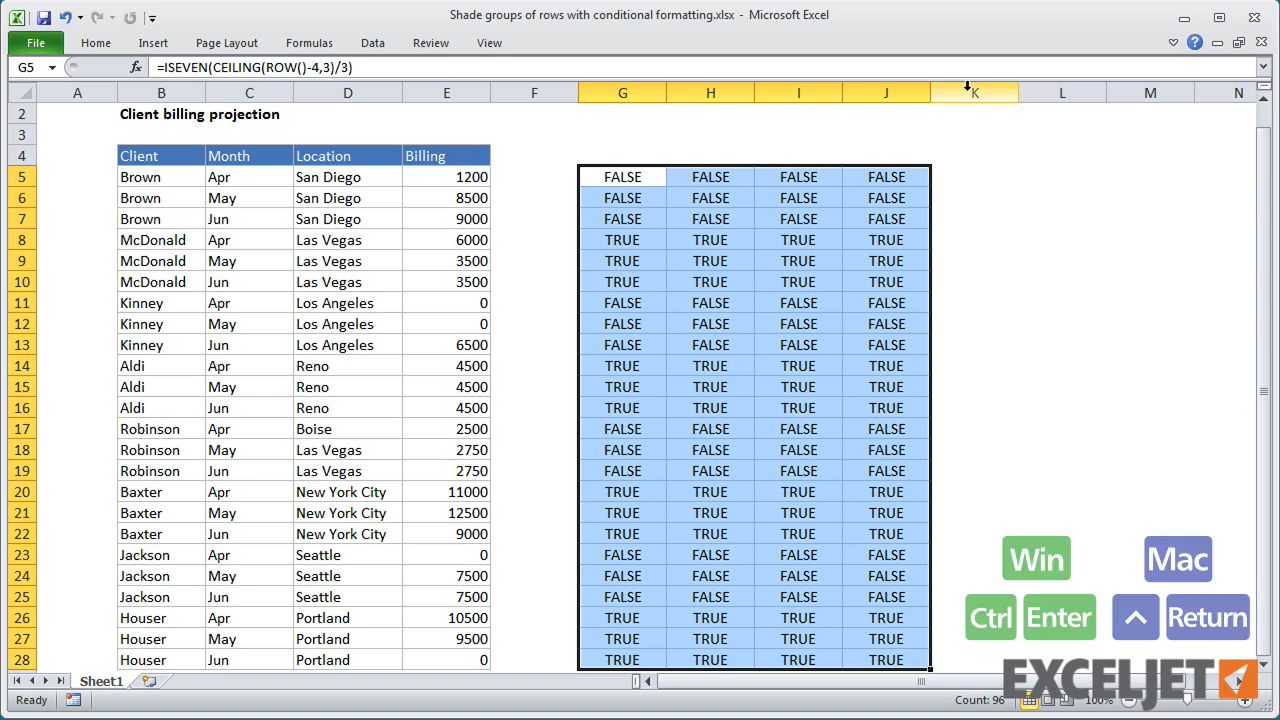 Shade groups of rows with conditional formatting.xlsx - Microsoft Excel
File Home Insert Page Layout Formulas Data Review View
G5 fx =ISEVEN(CEILING(ROW()-4,3)/3)
A B C D E F G H I J K L M N
2 Client billing projection
3
4 Client Month Location Billing
5 Brown Apr San Diego 1200 FALSE FALSE FALSE FALSE
6 Brown May San Diego 8500 FALSE FALSE FALSE FALSE
7 Brown Jun San Diego 9000 FALSE FALSE FALSE FALSE
8 McDonald Apr Las Vegas 6000 TRUE TRUE TRUE TRUE
9 McDonald May Las Vegas 3500 TRUE TRUE TRUE TRUE
10 McDonald Jun Las Vegas 3500 TRUE TRUE TRUE TRUE
11 Kinney Apr Los Angeles 0 FALSE FALSE FALSE FALSE
12 Kinney May Los Angeles 0 FALSE FALSE FALSE FALSE
13 Kinney Jun Los Angeles 6500 FALSE FALSE FALSE FALSE
14 Aldi Apr Reno 4500 TRUE TRUE TRUE TRUE
15 Aldi May Reno 4500 TRUE TRUE TRUE TRUE
16 Aldi Jun Reno 4500 TRUE TRUE TRUE TRUE
17 Robinson Apr Boise 2500 FALSE FALSE FALSE FALSE
18 Robinson May Las Vegas 2750 FALSE FALSE FALSE FALSE
19 Robinson Jun Las Vegas 2750 FALSE FALSE FALSE FALSE
20 Baxter Apr New York City 11000 TRUE TRUE TRUE TRUE
21 Baxter May New York City 12500 TRUE TRUE TRUE TRUE
22 Baxter Jun New York City 9000 TRUE TRUE TRUE TRUE
23 Jackson Apr Seattle 0 FALSE FALSE FALSE FALSE
24 Jackson May Seattle 7500 FALSE FALSE FALSE FALSE
25 Jackson Jun Seattle 7500 FALSE FALSE FALSE FALSE
26 Houser Apr Portland 10500 TRUE TRUE TRUE TRUE
27 Houser May Portland 9500 TRUE TRUE TRUE TRUE
28 Houser Jun Portland 0 TRUE TRUE TRUE TRUE
Win Mac
Ctrl Enter ^ Return
EXCELJET
Sheet1
Ready Count: 96 100%